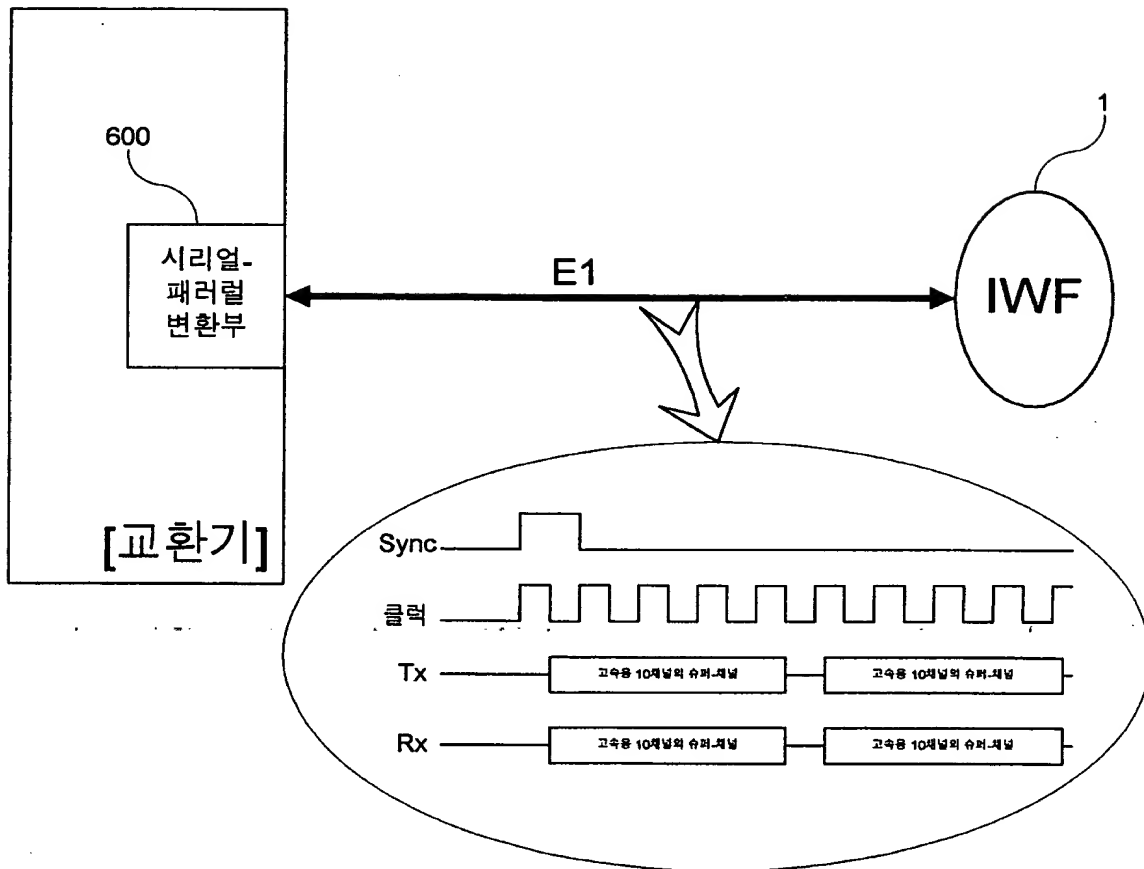 600
1
시리얼-
패러럴
변환부
E1
IWF
[교환기]
Sync
클럭
Tx
고속용 10채널의 슈퍼-채널
고속용 10채널의 슈퍼-채널
Rx
고속용 10채널의 슈퍼-채널
고속용 10채널의 슈퍼-채널